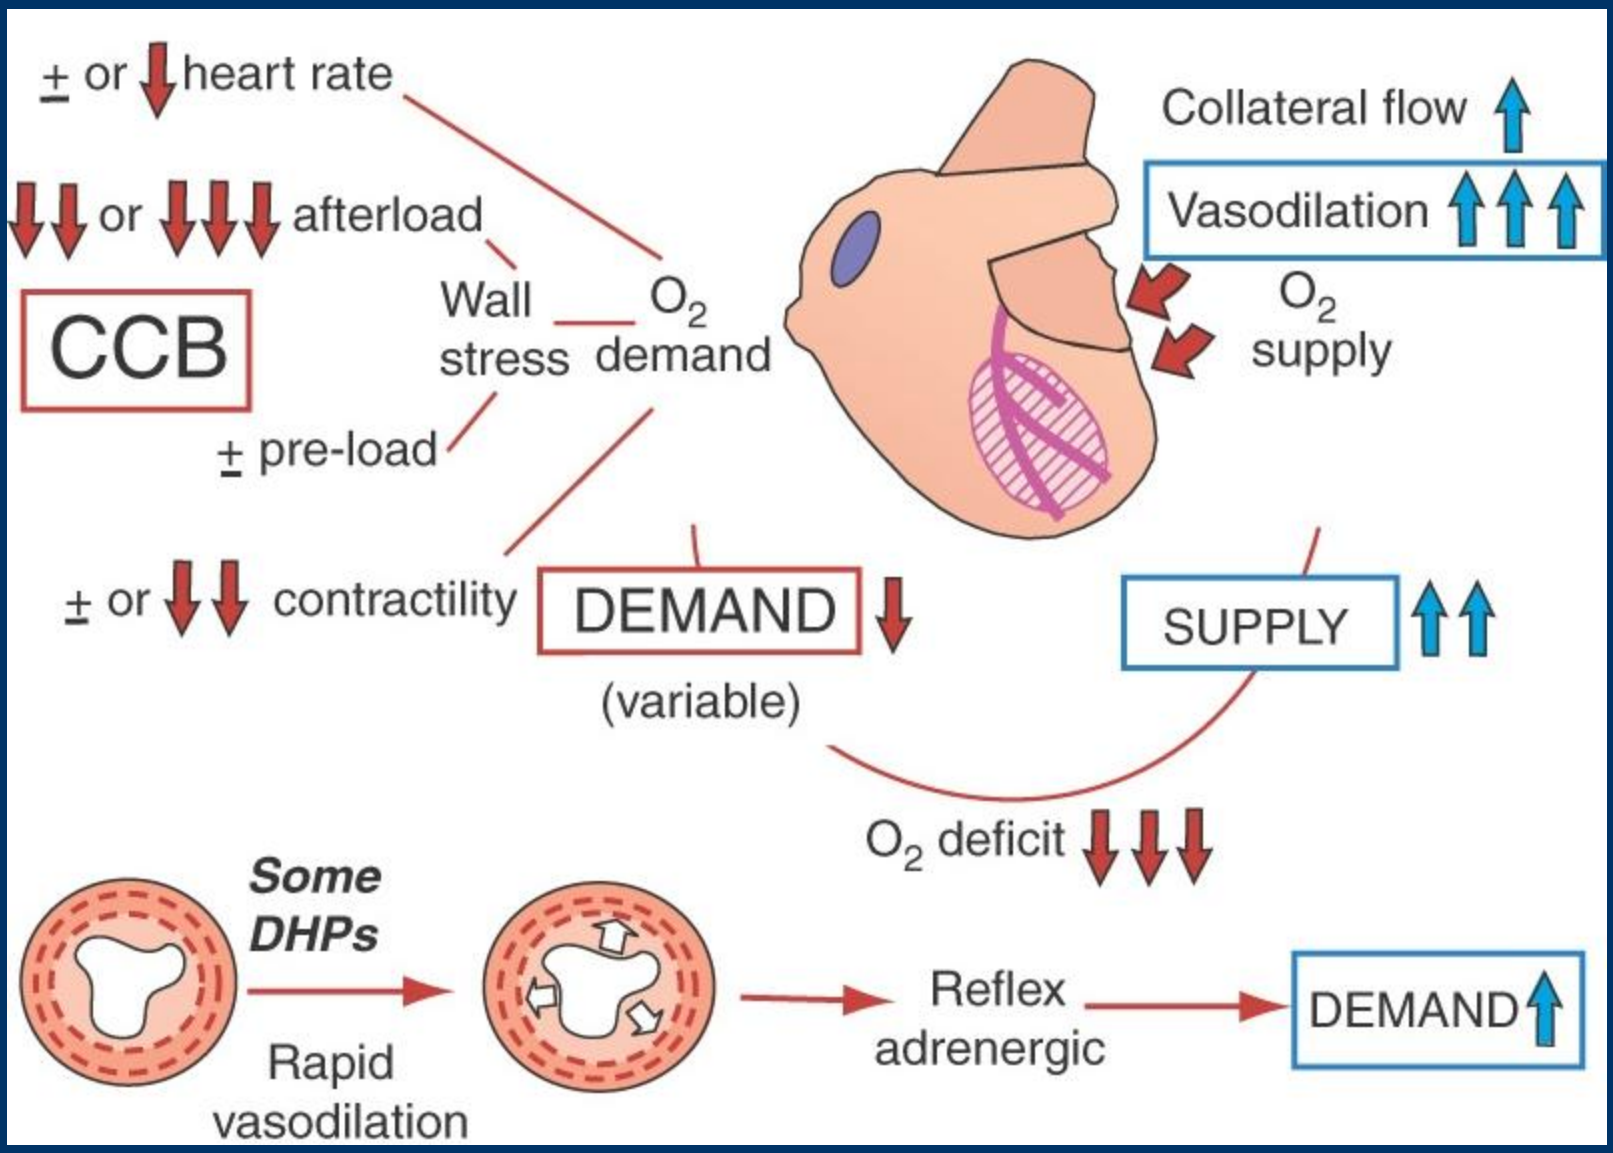 ± or heart rate
or afterload
CCB
Wall
stress
O2
demand
± pre-load
± or contractility
DEMAND
(variable)
Collateral flow
Vasodilation
O2
supply
SUPPLY
O2 deficit
Some
DHPs
Rapid
vasodilation
Reflex
adrenergic
DEMAND